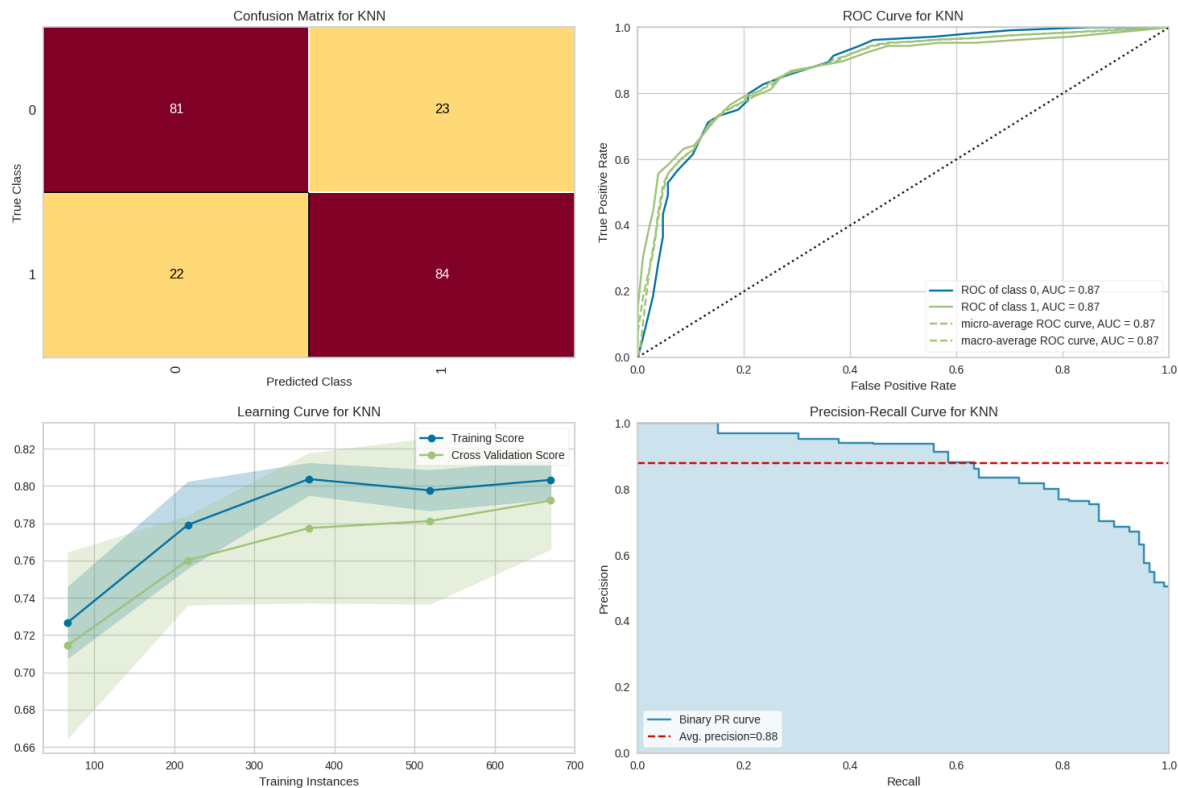 Confusion Matrix for KNN
81
23
22
84
0
1
True Class
0
1
Predicted Class
ROC Curve for KNN
1.0
0.8
0.6
0.4
0.2
0.0
True Positive Rate
ROC of class 0, AUC = 0.87
ROC of class 1, AUC = 0.87
micro-average ROC curve, AUC = 0.87
macro-average ROC curve, AUC = 0.87
0.0 0.2 0.4 0.6 0.8 1.0
False Positive Rate
Learning Curve for KNN
Training Score
Cross Validation Score
0.82
0.80
0.78
0.76
0.74
0.72
0.70
0.68
0.66
100 200 300 400 500 600 700
Training Instances
Precision-Recall Curve for KNN
1.0
0.8
0.6
0.4
0.2
0.0
Precision
Binary PR curve
Avg. precision=0.88
0.0 0.2 0.4 0.6 0.8 1.0
Recall